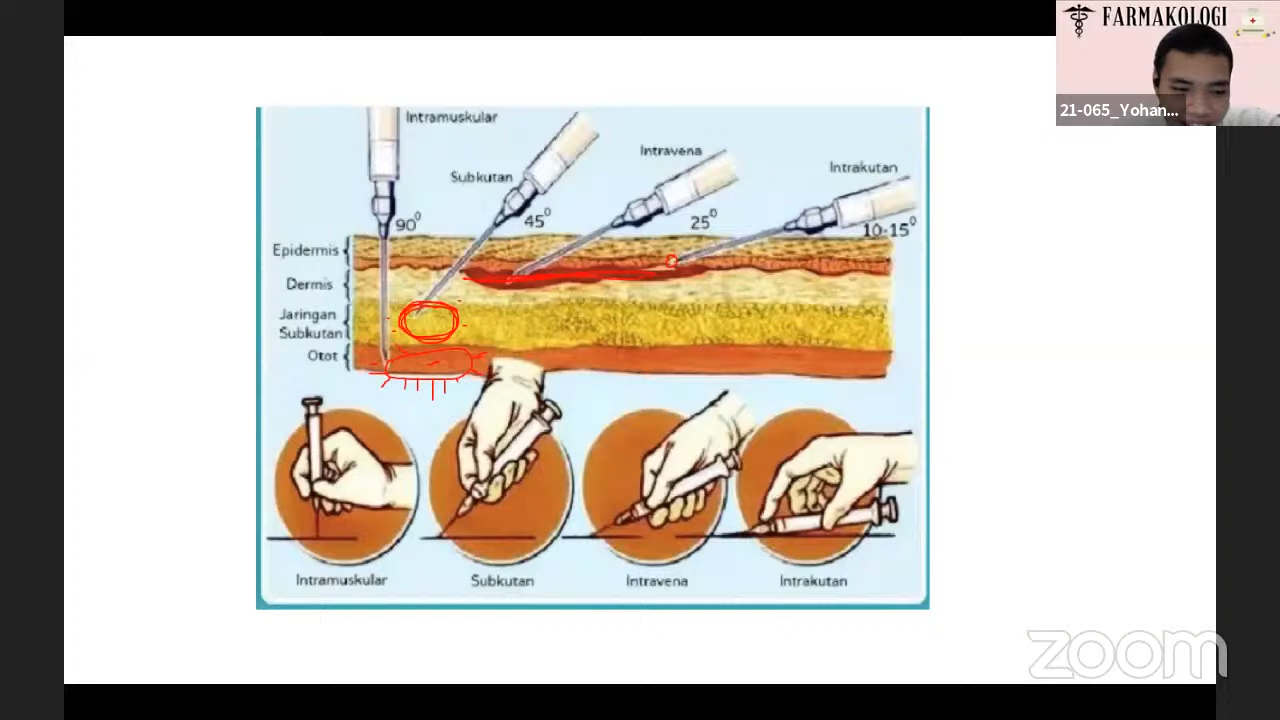 FARMAKOLOGI
21-065_Yohan...
Intramuskular
Subkutan
Intravena
Intrakutan
90°
45°
25°
10-15°
Epidermis
Dermis
Jaringan
Subkutan
Otot
Intramuskular
Subkutan
Intravena
Intrakutan
zoom